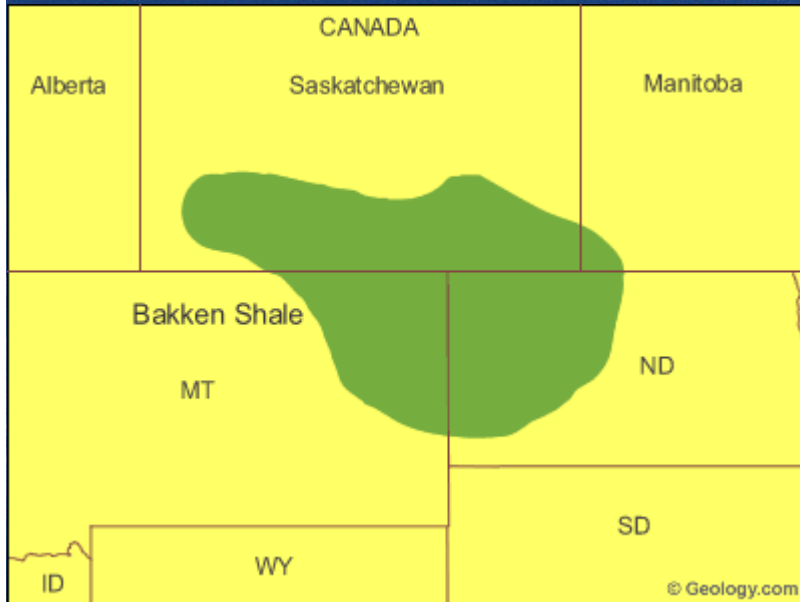 CANADA
Alberta
Saskatchewan
Manitoba
Bakken Shale
ND
MT
SD
WY
ID
© Geology.com